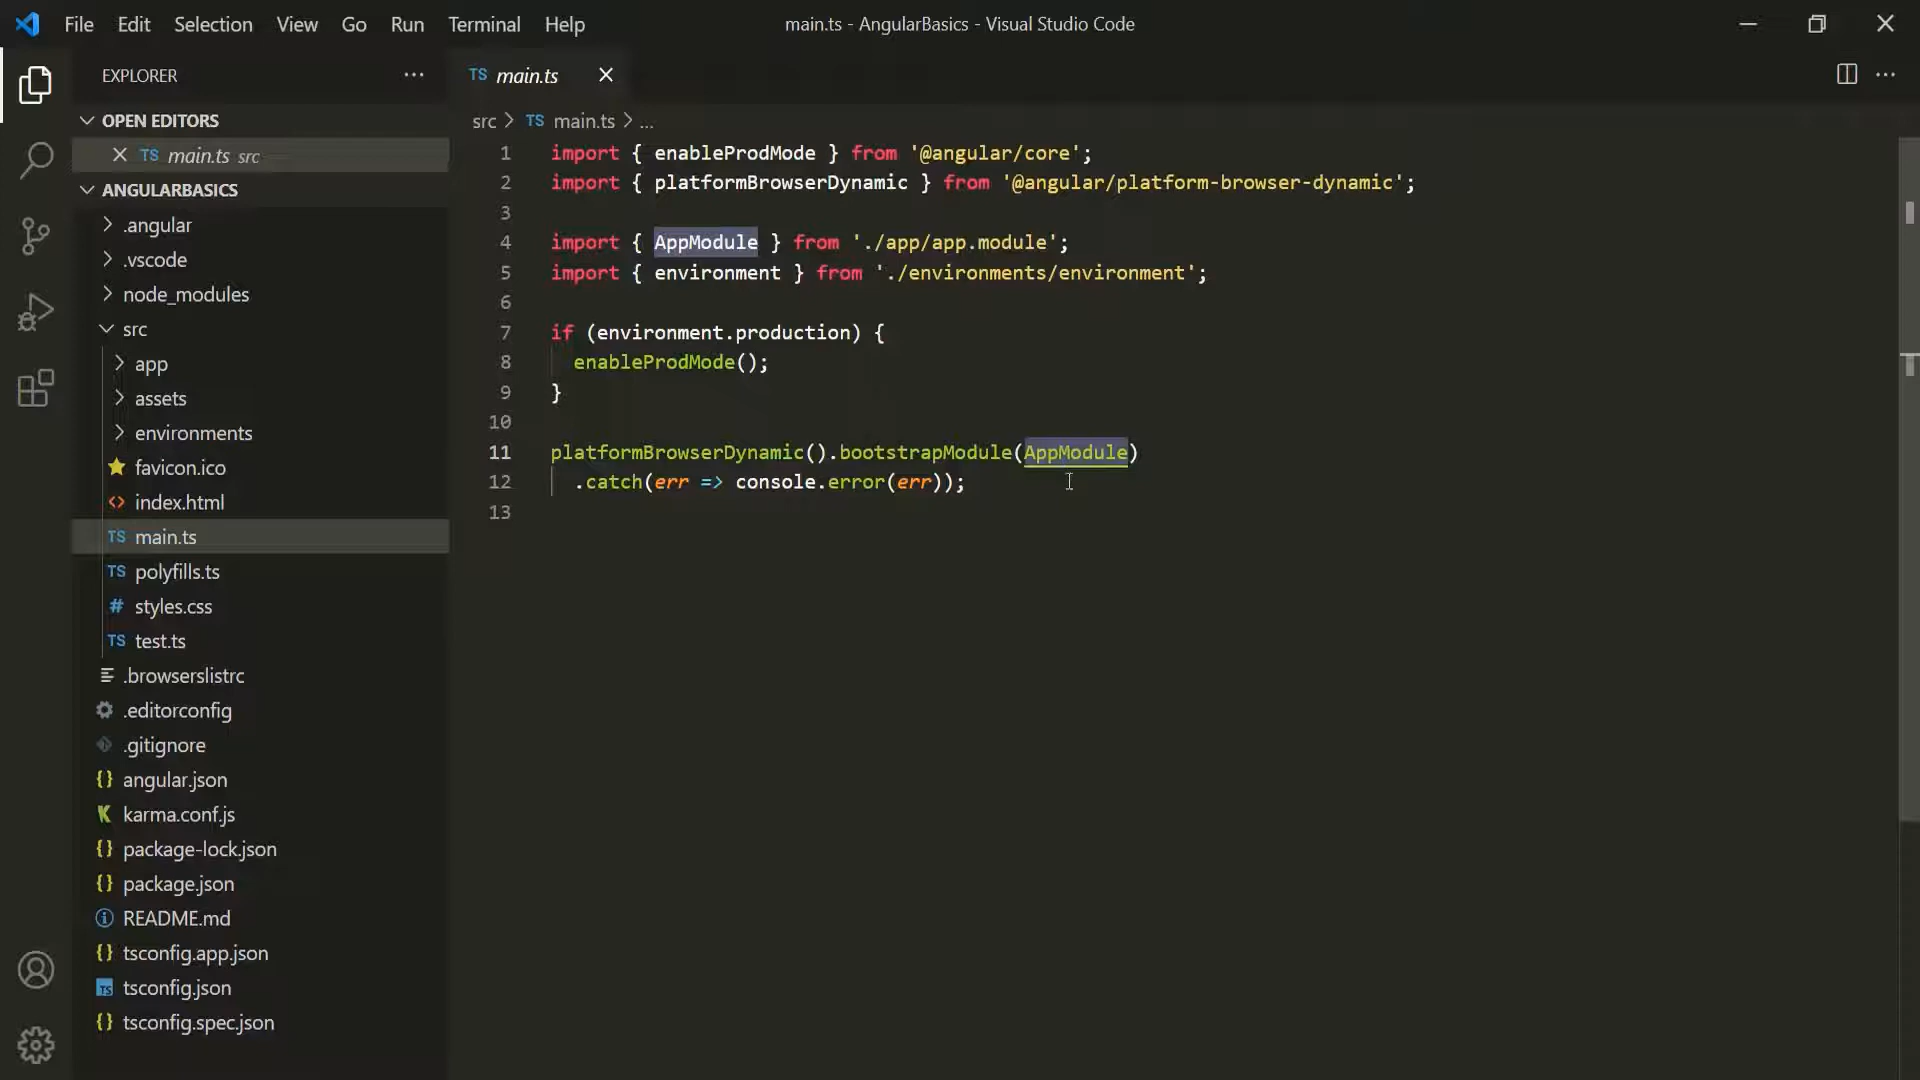 File Edit Selection View Go Run Terminal Help
main.ts - AngularBasics - Visual Studio Code
EXPLORER
OPEN EDITORS
TS main.ts src
ANGULARBASICS
.angular
.vscode
node_modules
src
app
assets
environments
favicon.ico
<> index.html
TS main.ts
TS polyfills.ts
# styles.css
TS test.ts
.browserslistrc
.editorconfig
.gitignore
{} angular.json
K karma.conf.js
{} package-lock.json
{} package.json
README.md
{} tsconfig.app.json
TS tsconfig.json
{} tsconfig.spec.json
TS main.ts
src > TS main.ts > ...
1 import { enableProdMode } from '@angular/core';
2 import { platformBrowserDynamic } from '@angular/platform-browser-dynamic';
3
4 import { AppModule } from './app/app.module';
5 import { environment } from './environments/environment';
6
7 if (environment.production) {
8 enableProdMode();
9 }
10
11 platformBrowserDynamic().bootstrapModule(AppModule)
12 .catch(err => console.error(err));
13